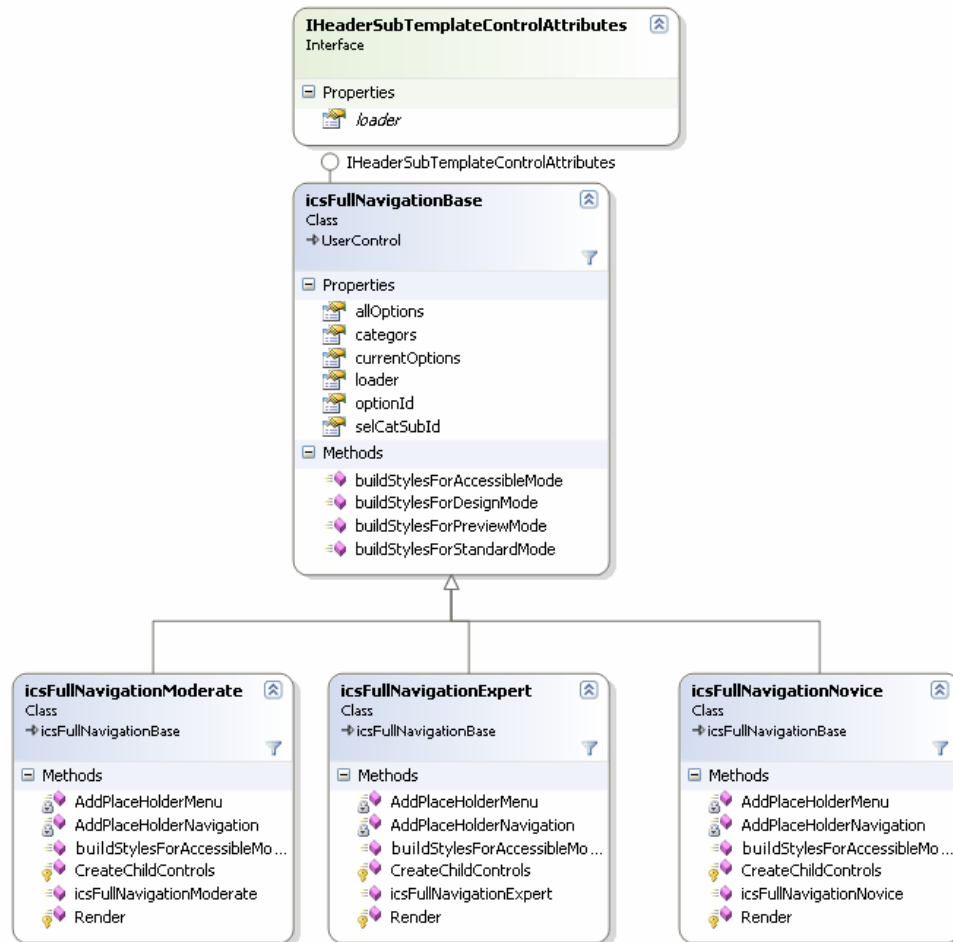 IHeaderSubTemplateControlAttributes
Interface
Properties
loader
IHeaderSubTemplateControlAttributes
icsFullNavigationBase
Class
UserControl
Properties
allOptions
categors
currentOptions
loader
optionId
selCatSubId
Methods
buildStylesForAccessibleMode
buildStylesForDesignMode
buildStylesForPreviewMode
buildStylesForStandardMode
icsFullNavigationModerate
Class
icsFullNavigationBase
Methods
AddPlaceHolderMenu
AddPlaceHolderNavigation
buildStylesForAccessibleMo...
CreateChildControls
icsFullNavigationModerate
Render
icsFullNavigationExpert
Class
icsFullNavigationBase
Methods
AddPlaceHolderMenu
AddPlaceHolderNavigation
buildStylesForAccessibleMo...
CreateChildControls
icsFullNavigationExpert
Render
icsFullNavigationNovice
Class
icsFullNavigationBase
Methods
AddPlaceHolderMenu
AddPlaceHolderNavigation
buildStylesForAccessibleMo...
CreateChildControls
icsFullNavigationNovice
Render